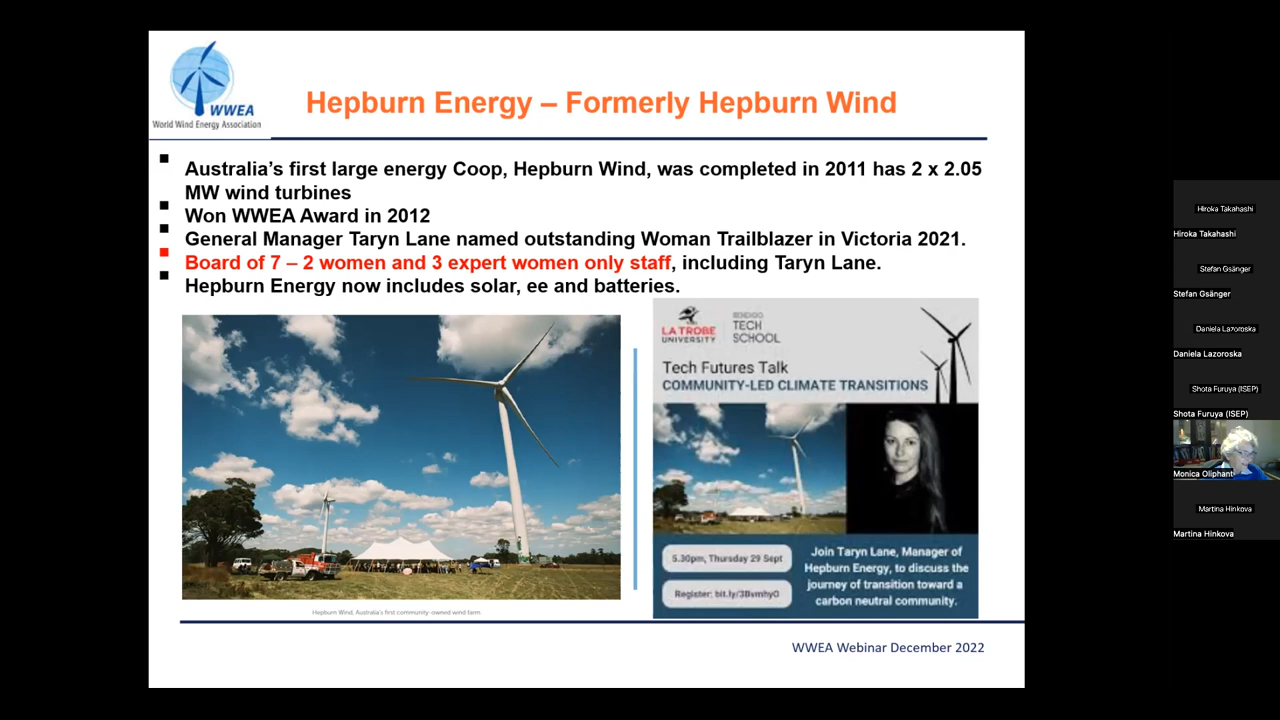 WWEA
World Wind Energy Association
Hepburn Energy – Formerly Hepburn Wind
Australia's first large energy Coop, Hepburn Wind, was completed in 2011 has 2 x 2.05
MW wind turbines
Won WWEA Award in 2012
General Manager Taryn Lane named outstanding Woman Trailblazer in Victoria 2021.
Board of 7 – 2 women and 3 expert women only staff, including Taryn Lane.
Hepburn Energy now includes solar, ee and batteries.
Hepburn Wind, Australia's first community-owned wind farm
LA TROBE
UNIVERSITY
BENDIGO
TECH
SCHOOL
Tech Futures Talk
COMMUNITY-LED CLIMATE TRANSITIONS
5.30pm, Thursday 29 Sept
Register: bit.ly/3BvmhyO
Join Taryn Lane, Manager of
Hepburn Energy, to discuss the
journey of transition toward a
carbon neutral community.
WWEA Webinar December 2022
Hiroka Takahashi
Hiroka Takahashi
Stefan Gsänger
Stefan Gsänger
Daniela Lazoroska
Daniela Lazoroska
Shota Furuya (ISEP)
Shota Furuya (ISEP)
Monica Oliphant
Martina Hinkova
Martina Hinkova